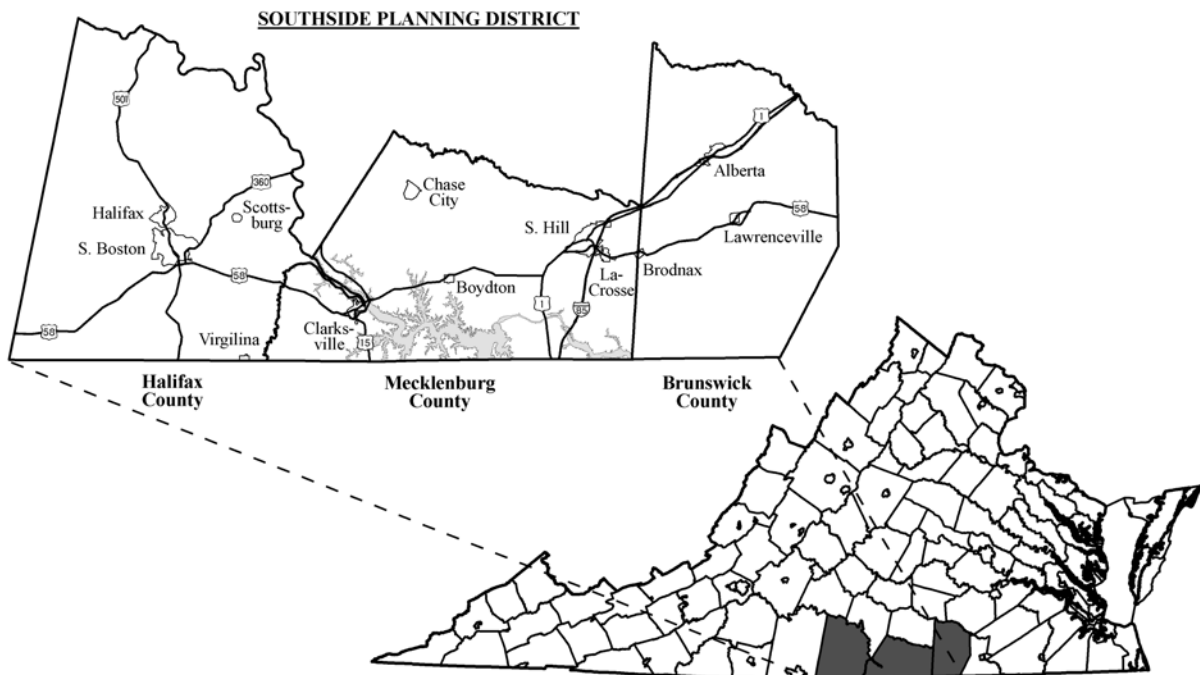 SOUTHSIDE PLANNING DISTRICT
501
1
Alberta
360
Chase
City
Halifax
Scotts-
burg
58
S. Hill
Lawrenceville
S. Boston
La-
Crosse
Brodnax
58
Boydton
1
85
58
Virgilina
Clarks-
ville
15
Halifax
County
Mecklenburg
County
Brunswick
County